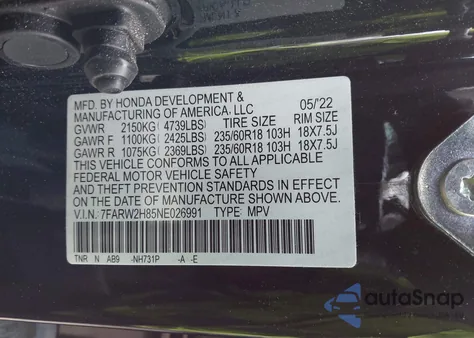 MFD. BY HONDA DEVELOPMENT &
MANUFACTURING OF AMERICA, LLC 05/'22
GVWR 2150KG (4739LBS) TIRE SIZE RIM SIZE
GAWR F 1100KG (2425LBS) 235/60R18 103H 18X7.5J
GAWR R 1075KG (2369LBS) 235/60R18 103H 18X7.5J
THIS VEHICLE CONFORMS TO ALL APPLICABLE
FEDERAL MOTOR VEHICLE SAFETY
AND THEFT PREVENTION STANDARDS IN EFFECT
ON THE DATE OF MANUFACTURE SHOWN ABOVE.
V.I.N. 7FARW2H85NE026991 TYPE: MPV
TNR N AB9 -NH731P -A -E
autoSnap